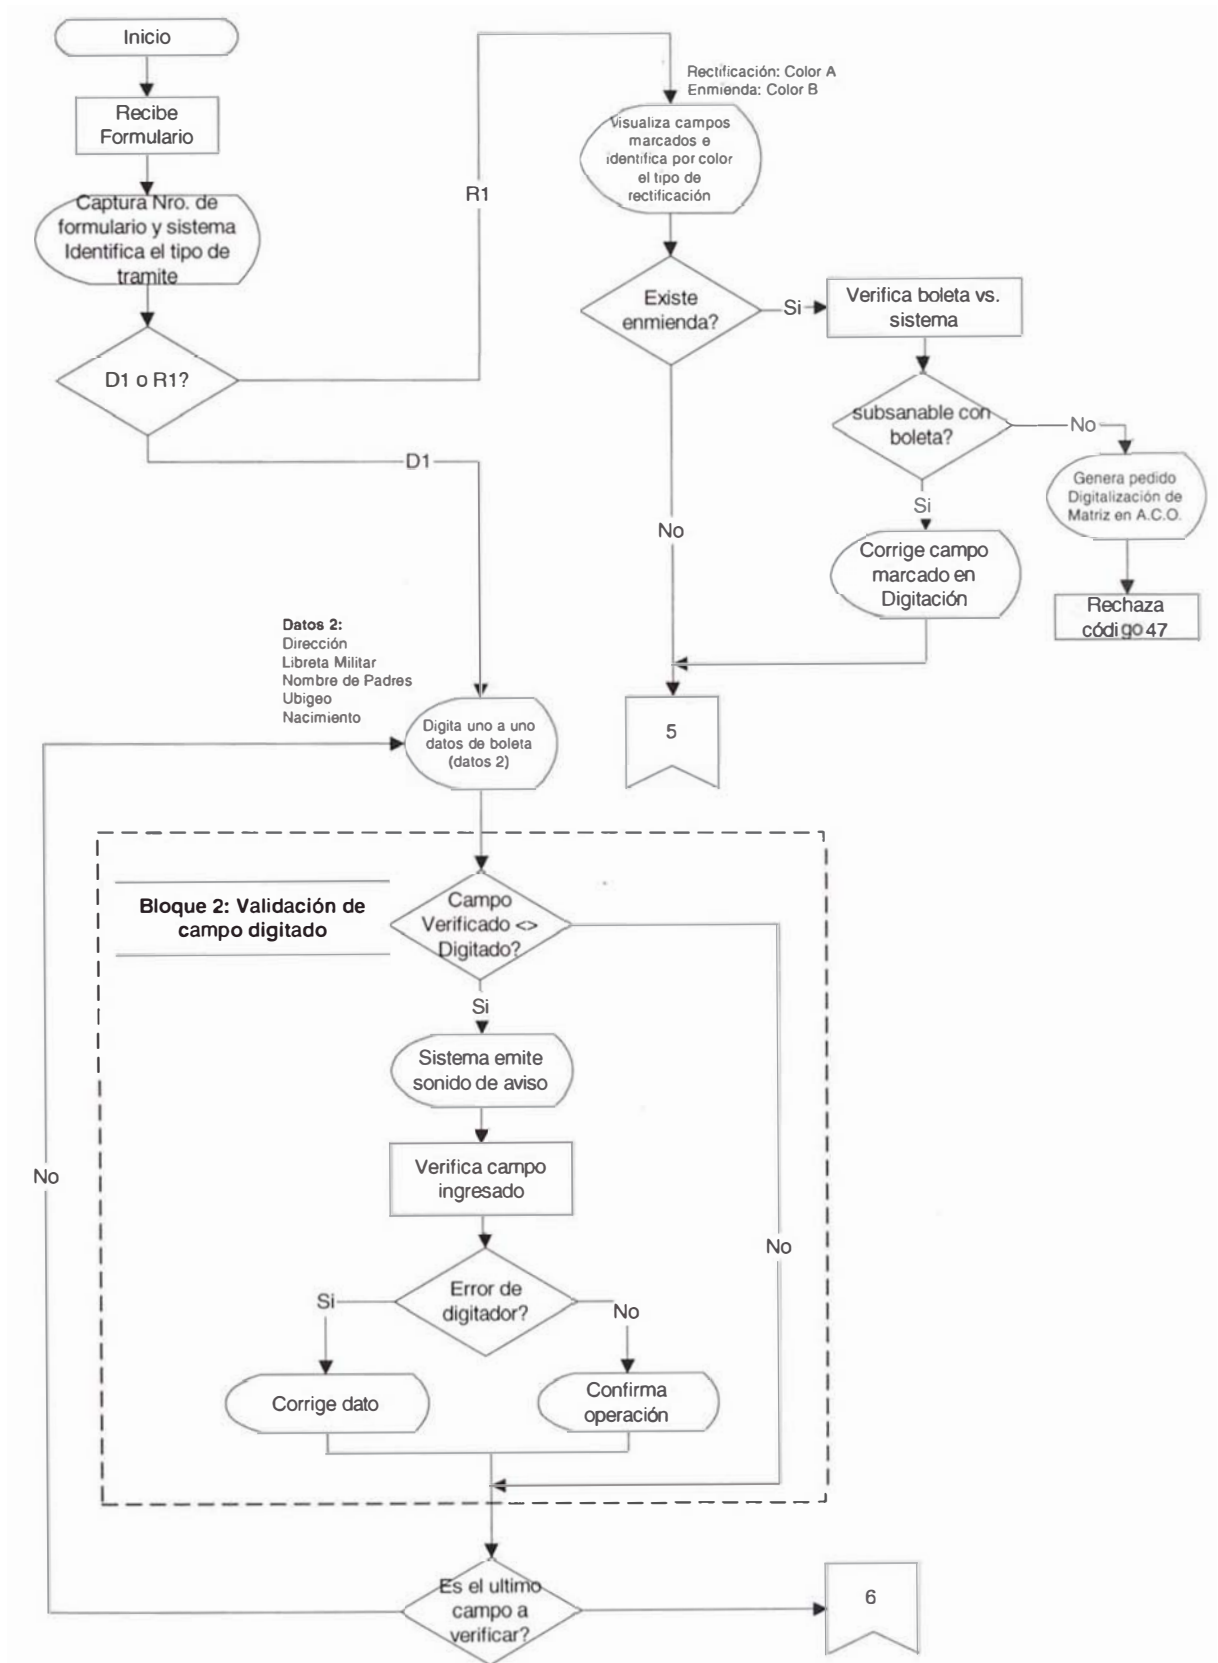 Inicio
Recibe
Formulario
Captura Nro. de
formulario y sistema
Identifica el tipo de
tramite
D1 o R1?
R1
D1
Rectificación: Color A
Enmienda: Color B
Visualiza campos
marcados e
identifica por color
el tipo de
rectificación
Existe
enmienda?
Si
Verifica boleta vs.
sistema
subsanable con
boleta?
No
Genera pedido
Digitalización de
Matriz en A.C.O.
Rechaza
código 47
Si
Corrige campo
marcado en
Digitación
No
5
Datos 2:
Dirección
Libreta Militar
Nombre de Padres
Ubigeo
Nacimiento
Digita uno a uno
datos de boleta
(datos 2)
Bloque 2: Validación de
campo digitado
Campo
Verificado <>
Digitado?
Si
Sistema emite
sonido de aviso
Verifica campo
ingresado
No
No
Error de
digitador?
Si
No
Corrige dato
Confirma
operación
Es el ultimo
campo a
verificar?
6